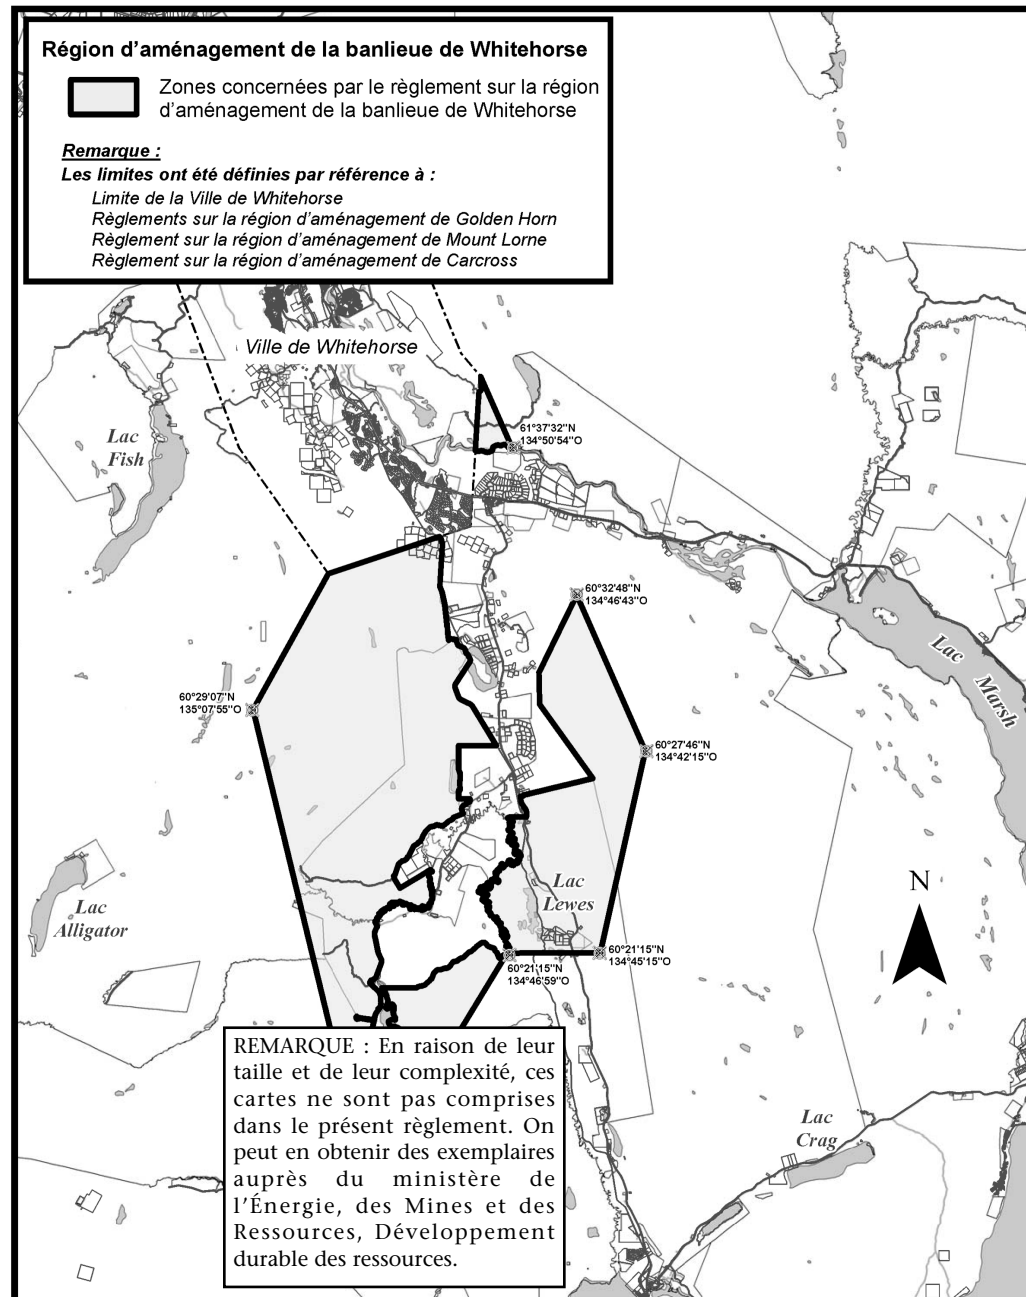 Région d'aménagement de la banlieue de Whitehorse
Zones concernées par le règlement sur la région
d'aménagement de la banlieue de Whitehorse
Remarque :
Les limites ont été définies par référence à :
Limite de la Ville de Whitehorse
Règlements sur la région d'aménagement de Golden Horn
Règlement sur la région d'aménagement de Mount Lorne
Règlement sur la région d'aménagement de Carcross
Ville de Whitehorse
Lac
Fish
61°37'32"N
134°50'54"O
60°32'48"N
134°46'43"O
Lac
Marsh
60°29'07"N
135°07'55"O
60°27'46"N
134°42'15"O
Lac
Alligator
Lac
Lewes
N
60°21'15"N
134°45'15"O
60°21'15"N
134°46'59"O
REMARQUE : En raison de leur
taille et de leur complexité, ces
cartes ne sont pas comprises
dans le présent règlement. On
peut en obtenir des exemplaires
auprès du ministère de
l'Énergie, des Mines et des
Ressources, Développement
durable des ressources.
Lac
Crag